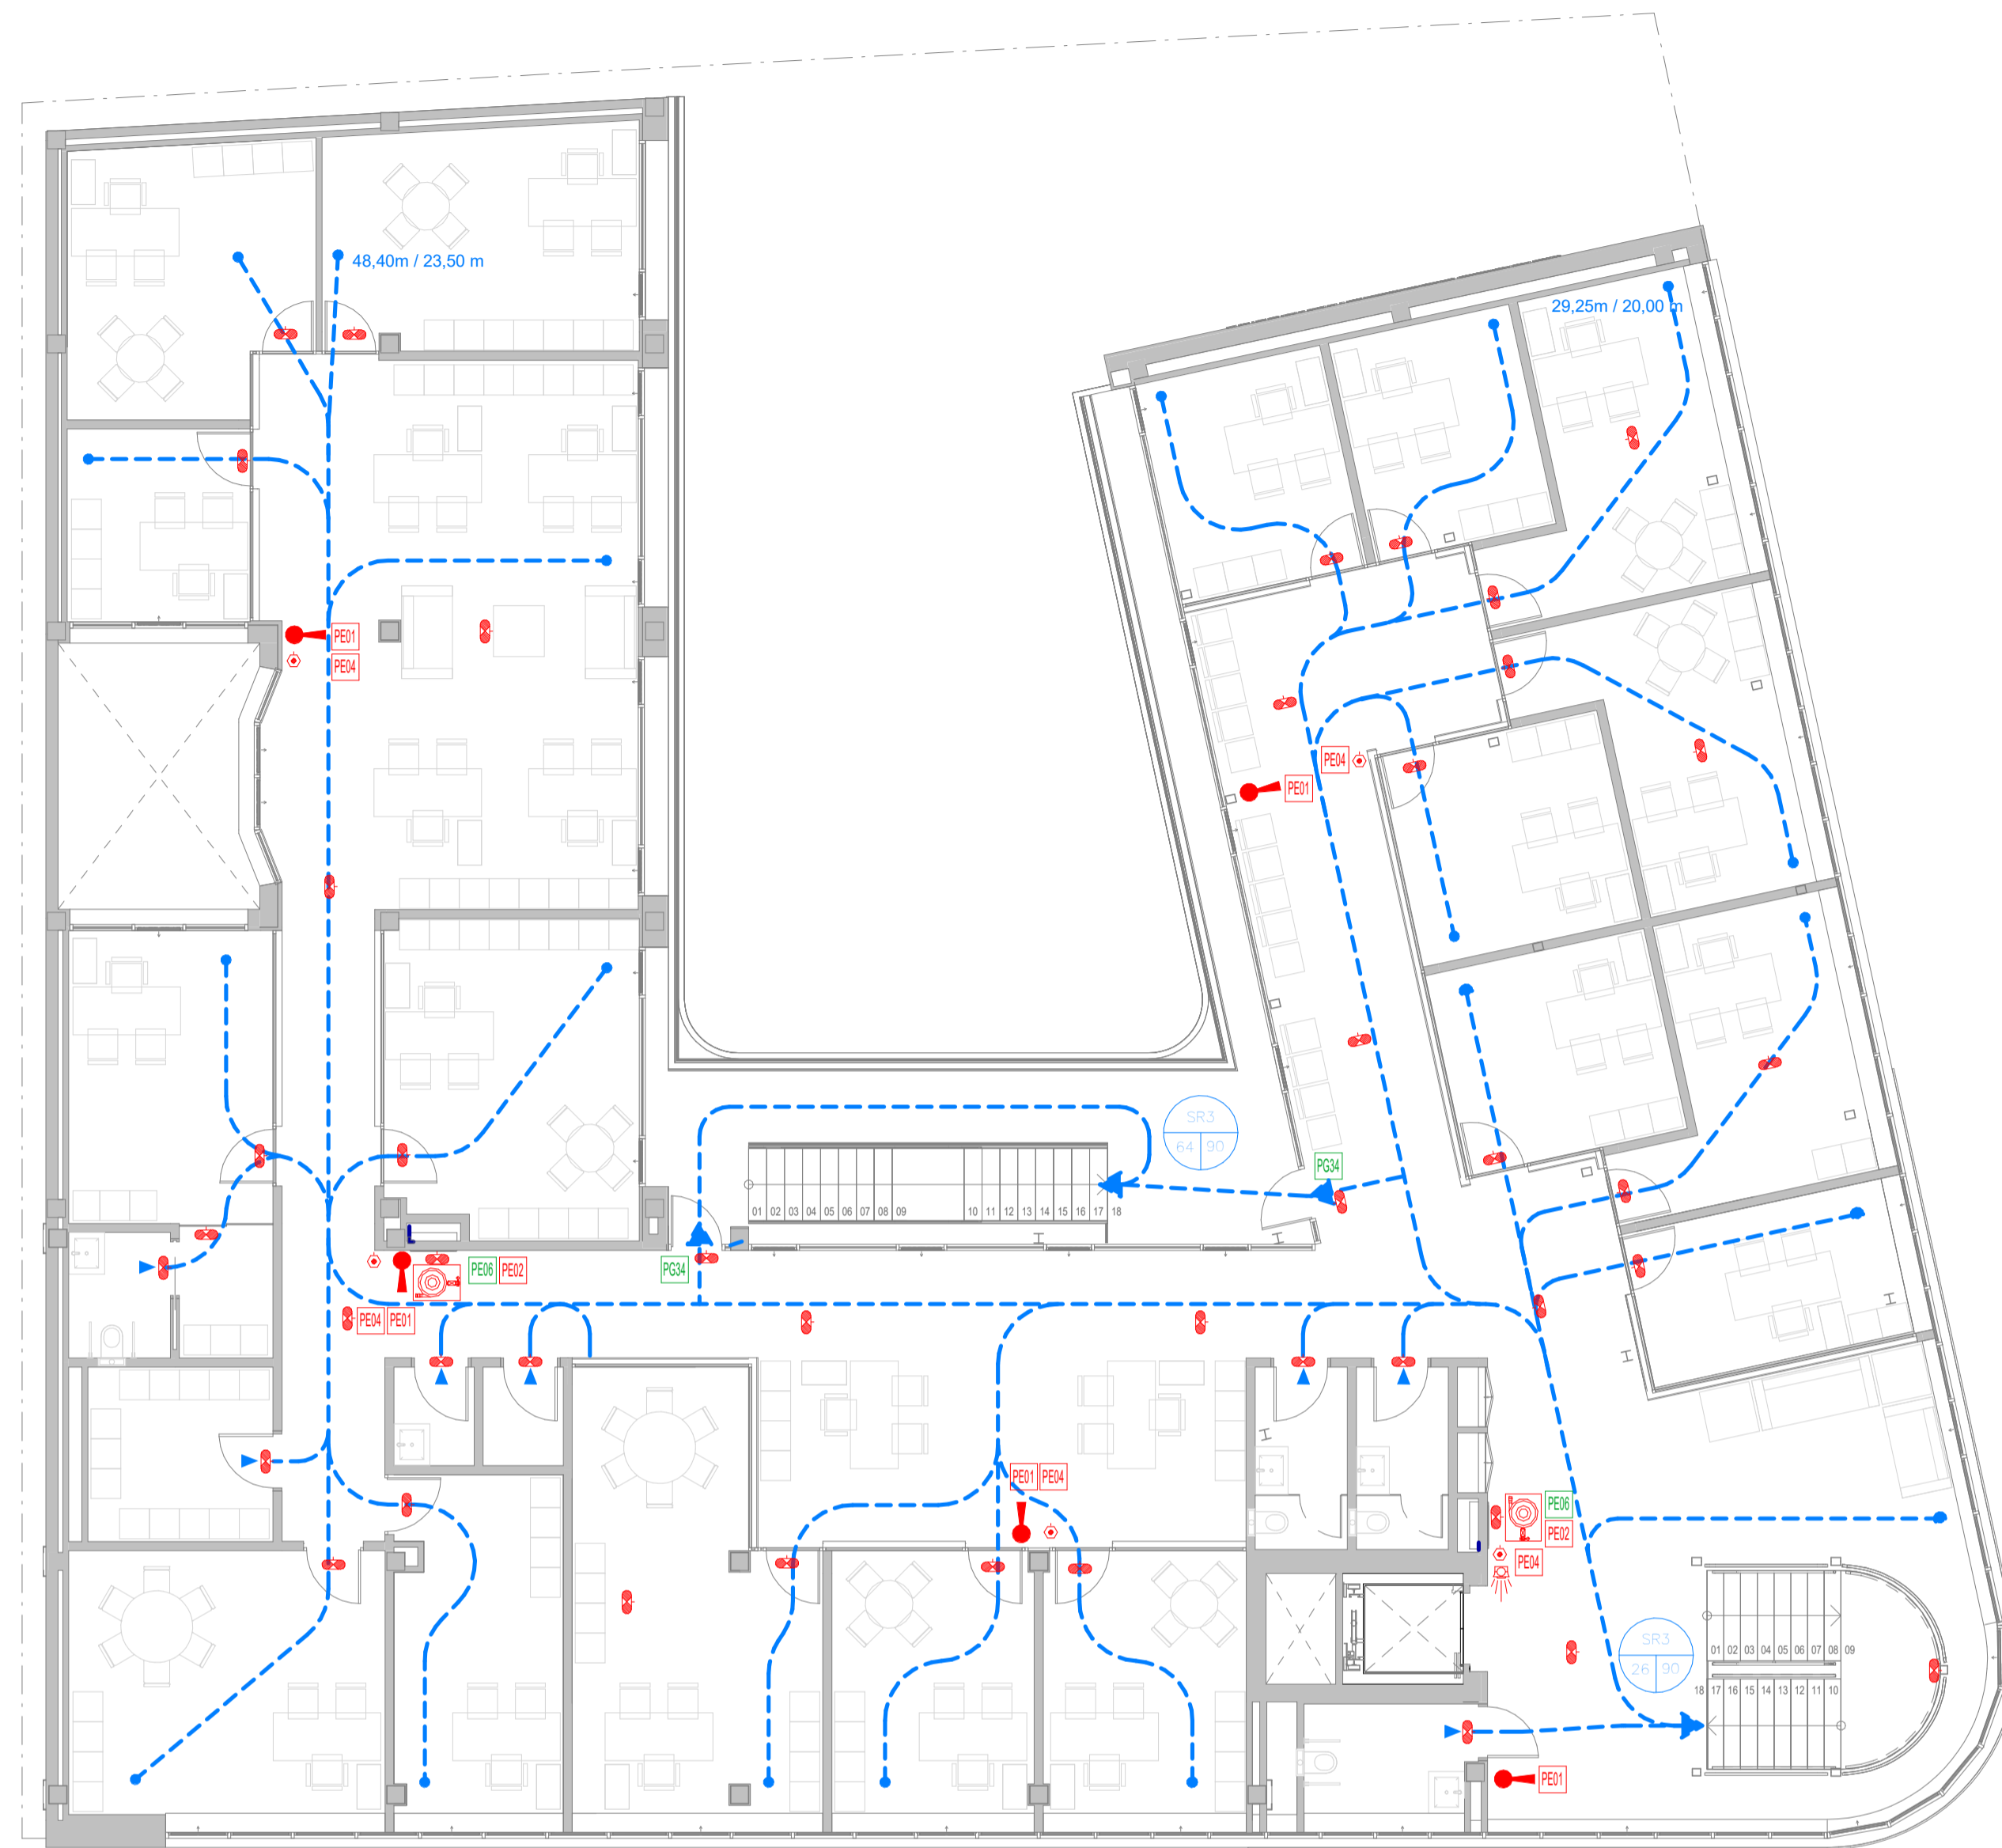 48,40m / 23,50 m
29,25m / 20,00 m
PE01
PE04
PE04
PE01
SR3
64 90
PG34
01 02 03 04 05 06 07 08 09 10 11 12 13 14 15 16 17 18
PG34
PE06 PE02
PE04 PE01
PE01 PE04
PE06
PE02
PE04
SR3
26 90
01 02 03 04 05 06 07 08 09
18 17 16 15 14 13 12 11 10
PE01